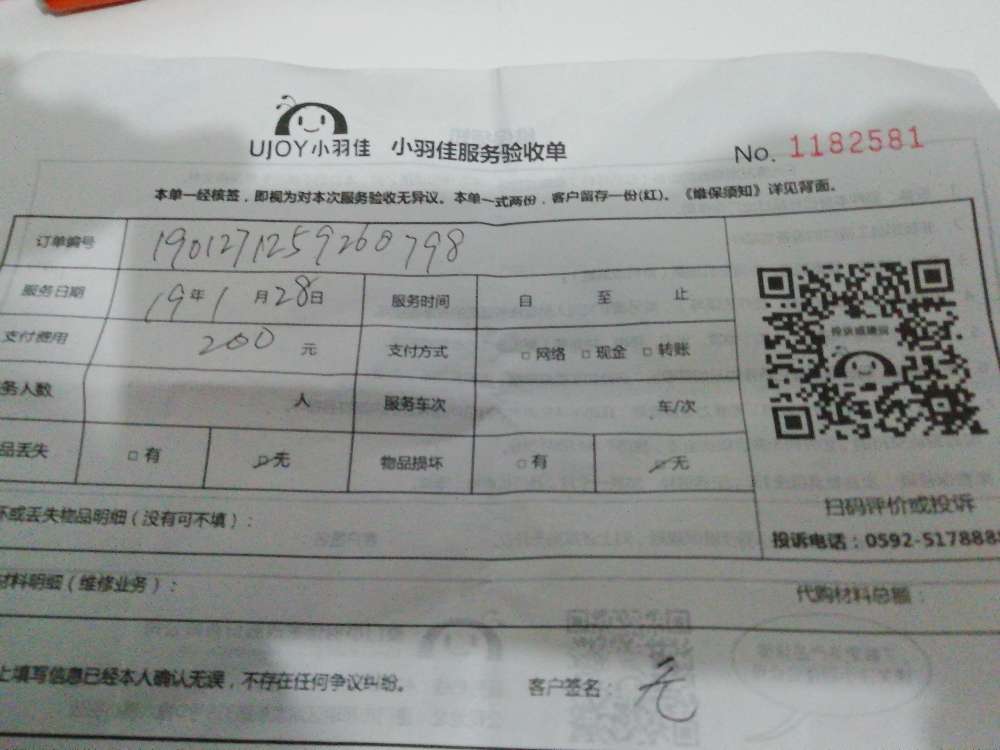 UJOY小羽佳 小羽佳服务验收单 No. 1182581
本单一经核签，即视为对本次服务验收无异议。本单一式两份，客户留存一份(红)。《维保须知》详见背面。
订单编号 1901271259260798
服务日期 19年1月28日 服务时间 自 至 止
支付费用 200元 支付方式 □网络 □现金 □转账
务人数 人 服务车次 车/次
品丢失 □有 □无 物品损坏 □有 □无
坏或丢失物品明细（没有可不填）：
扫码评价或投诉
投诉电话：0592-5178888
材料明细（维修业务）： 代购材料总额：
上填写信息已经本人确认无误，不存在任何争议纠纷。 客户签名：